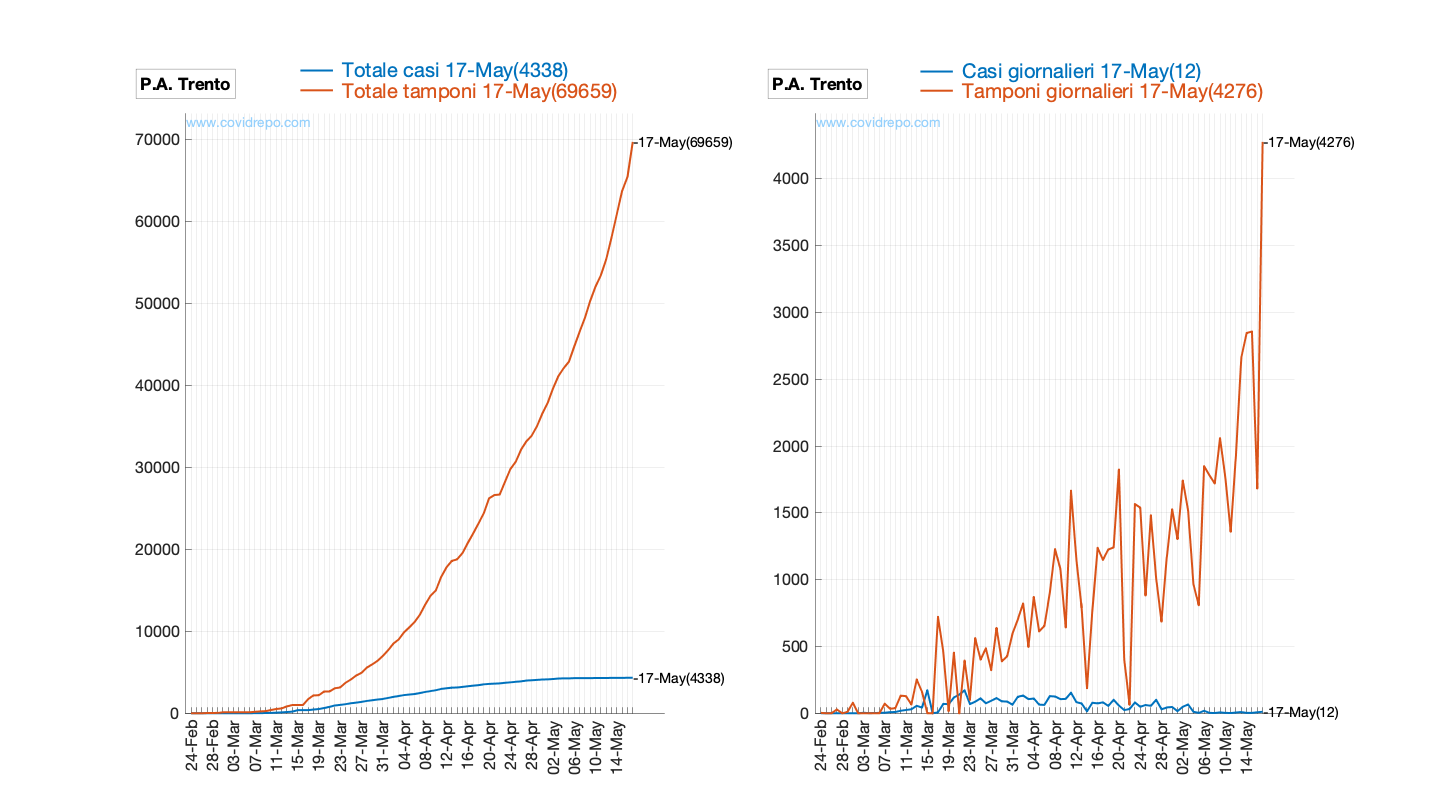 P.A. Trento
Totale casi 17-May(4338)
Totale tamponi 17-May(69659)
www.covidrepo.com
70000
60000
50000
40000
30000
20000
10000
0
17-May(69659)
17-May(4338)
24-Feb
28-Feb
03-Mar
07-Mar
11-Mar
15-Mar
19-Mar
23-Mar
27-Mar
31-Mar
04-Apr
08-Apr
12-Apr
16-Apr
20-Apr
24-Apr
28-Apr
02-May
06-May
10-May
14-May
P.A. Trento
Casi giornalieri 17-May(12)
Tamponi giornalieri 17-May(4276)
www.covidrepo.com
4000
3500
3000
2500
2000
1500
1000
500
0
17-May(4276)
17-May(12)
24-Feb
28-Feb
03-Mar
07-Mar
11-Mar
15-Mar
19-Mar
23-Mar
27-Mar
31-Mar
04-Apr
08-Apr
12-Apr
16-Apr
20-Apr
24-Apr
28-Apr
02-May
06-May
10-May
14-May